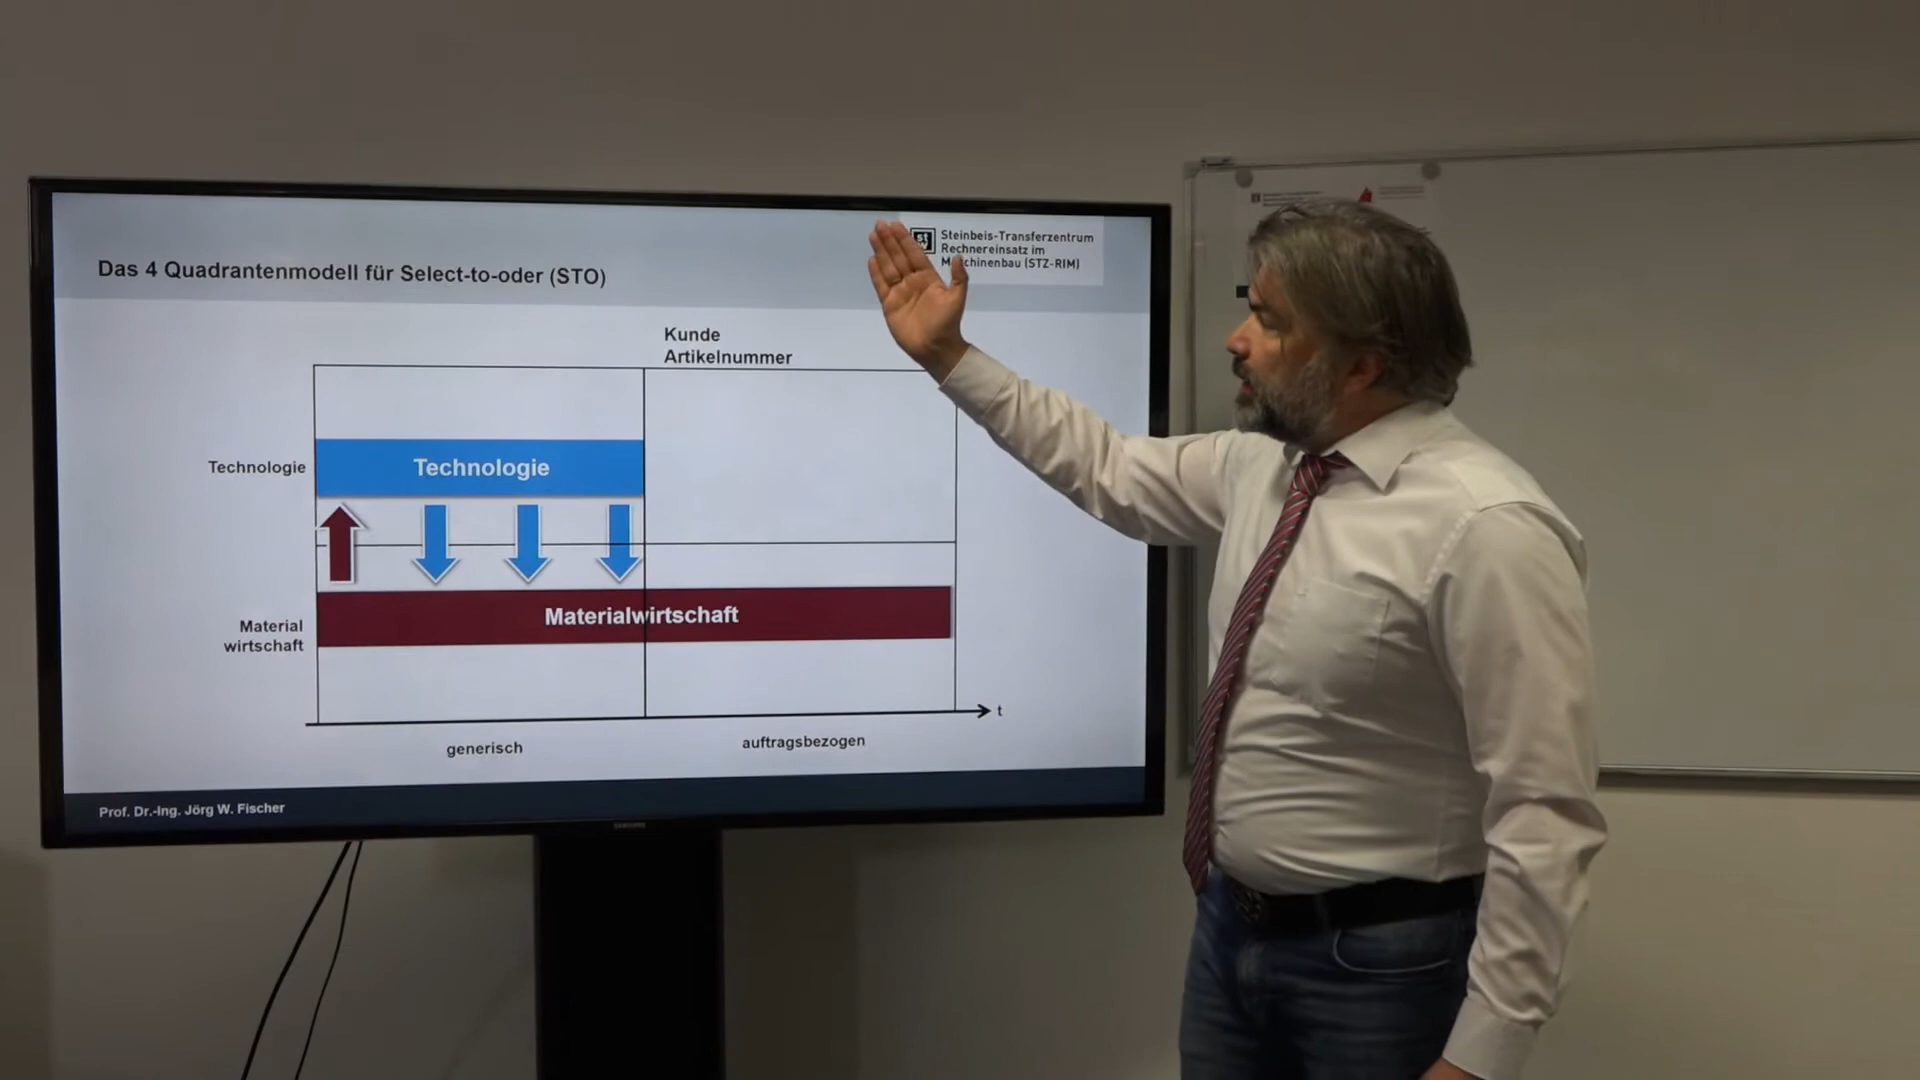 Steinbeis-Transferzentrum
Rechnereinsatz im
chinenbau (STZ-RIM)
Das 4 Quadrantenmodell für Select-to-oder (STO)
Kunde
Artikelnummer
Technologie
Technologie
Material
wirtschaft
Materialwirtschaft
t
generisch
auftragsbezogen
Prof. Dr.-Ing. Jörg W. Fischer
SAMSUNG